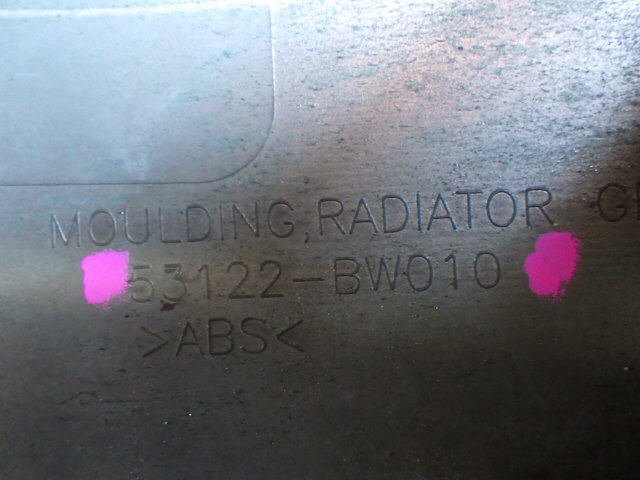 MOULDING, RADIATOR
53122-BW010
>ABS<